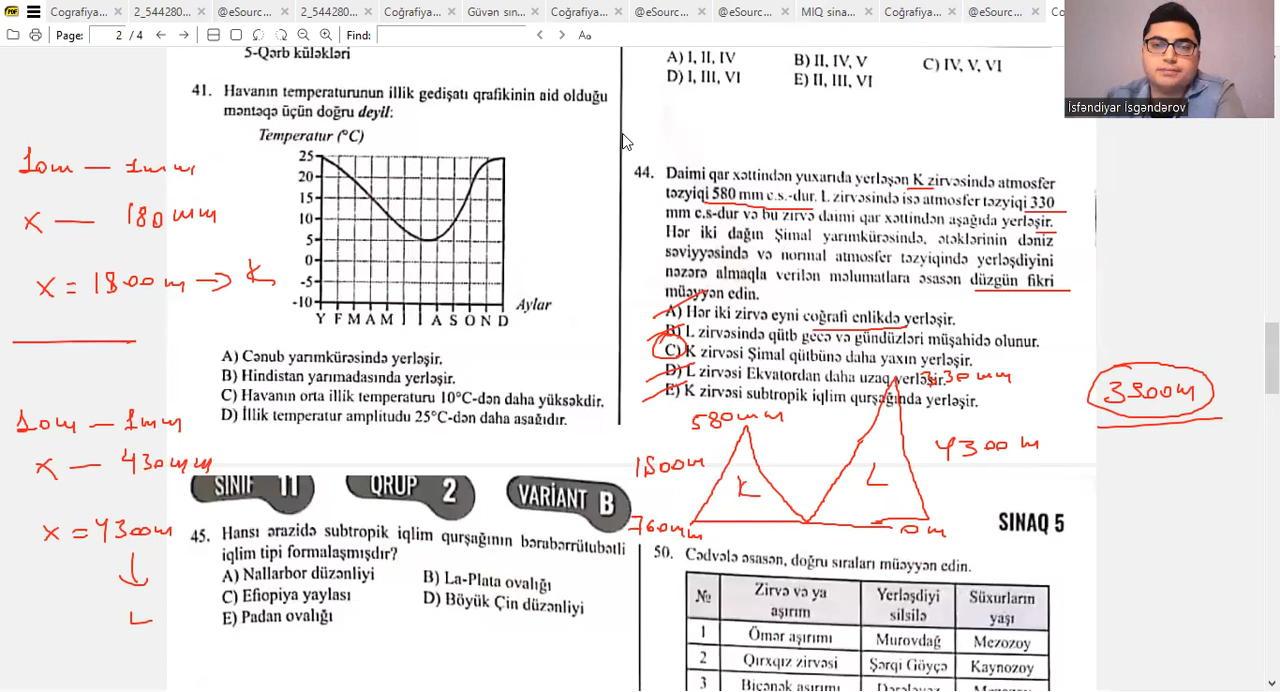 Cografiy...
2_544280...
@eSourc...
2_544280...
Coğrafiya...
Güvən sın...
Coğrafiya...
@eSourc...
@eSourc...
MIQ sina...
Coğrafiya...
@eSourc...
Co
Page: 2 / 4
Find:
İsfəndiyar İsgəndərov
5-Qərb küləkləri
41. Havanın temperaturunun illik gedişatı qrafikinin aid olduğu
məntəqə üçün doğru deyil:
Temperatur (°C)
25
20
15
10
5
0
-5
-10
Aylar
Y F M A M I I A S O N D
A) Cənub yarımkürəsində yerləşir.
B) Hindistan yarımadasında yerləşir.
C) Havanın orta illik temperaturu 10°C-dən daha yüksəkdir.
D) İllik temperatur amplitudu 25°C-dən daha aşağıdır.
10m — 1mm
x — 180mm
x = 1800m → K
10m — 1mm
x — 430mm
x = 4300m
L
A) I, II, IV
B) II, IV, V
C) IV, V, VI
D) I, III, VI
E) II, III, VI
44. Daimi qar xəttindən yuxarıda yerləşən K zirvəsində atmosfer
təzyiqi 580 mm c.s.-dur. L zirvəsində isə atmosfer təzyiqi 330
mm c.s-dur və bu zirvə daimi qar xəttindən aşağıda yerləşir.
Hər iki dağın Şimal yarımkürəsində, ətəklərinin dəniz
səviyyəsində və normal atmosfer təzyiqində yerləşdiyini
nəzərə almaqla verilən məlumatlara əsasən düzgün fikri
müəyyən edin.
A) Hər iki zirvə eyni coğrafi enlikdə yerləşir.
B) L zirvəsində qütb gecə və gündüzləri müşahidə olunur.
C) K zirvəsi Şimal qütbünə daha yaxın yerləşir.
D) L zirvəsi Ekvatordan daha uzaq yerləşir.
E) K zirvəsi subtropik iqlim qurşağında yerləşir.
330mm
580mm
1800m
4300m
K
L
760mm
0m
3300m
SINIF 11
QRUP 2
VARİANT B
SINAQ 5
45. Hansı ərazidə subtropik iqlim qurşağının bərabərrütubətli
iqlim tipi formalaşmışdır?
A) Nallarbor düzənliyi
B) La-Plata ovalığı
C) Efiopiya yaylası
D) Böyük Çin düzənliyi
E) Padan ovalığı
50. Cədvələ əsasən, doğru sıraları müəyyən edin.
№ Zirvə və ya aşırım Yerləşdiyi silsilə Süxurların yaşı
1 Ömər aşırımı Murovdağ Mezozoy
2 Qırxqız zirvəsi Şərqi Göyçə Kaynozoy
3 Biçənək aşırımı